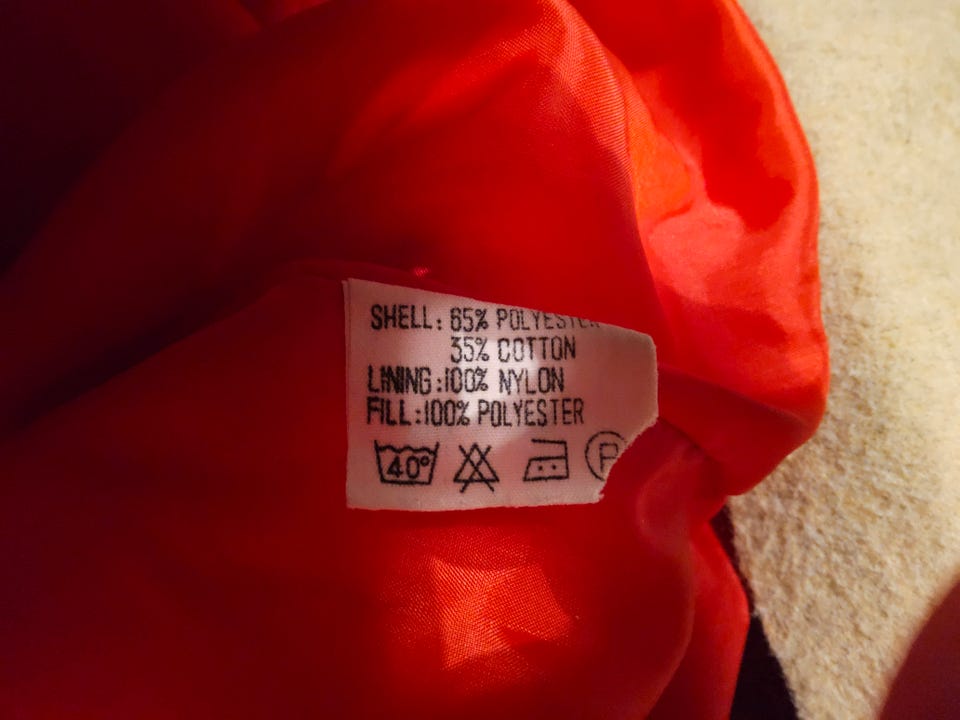 SHELL: 65% POLYESTER
35% COTTON
LINING:100% NYLON
FILL:100% POLYESTER
40° P